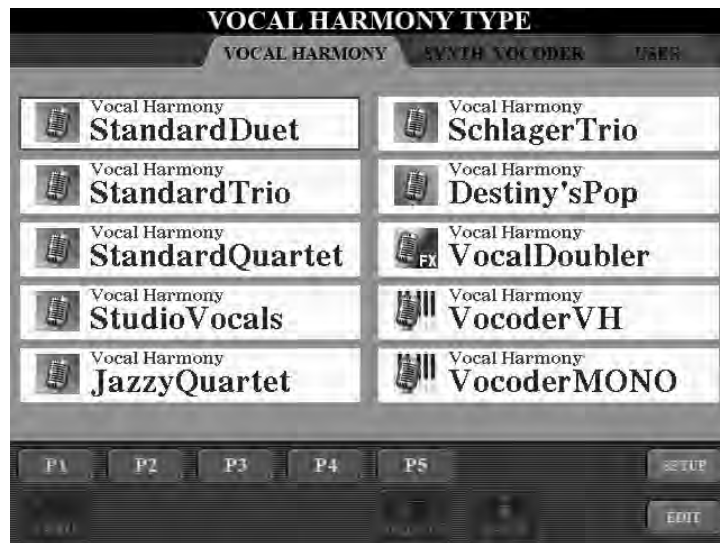 VOCAL HARMONY TYPE
VOCAL HARMONY SYNTH VOCODER USER
Vocal Harmony
StandardDuet
Vocal Harmony
StandardTrio
Vocal Harmony
StandardQuartet
Vocal Harmony
StudioVocals
Vocal Harmony
JazzyQuartet
Vocal Harmony
SchlagerTrio
Vocal Harmony
Destiny'sPop
FX
Vocal Harmony
VocalDoubler
Vocal Harmony
VocoderVH
Vocal Harmony
VocoderMONO
P1 P2 P3 P4 P5 SETUP
EDIT